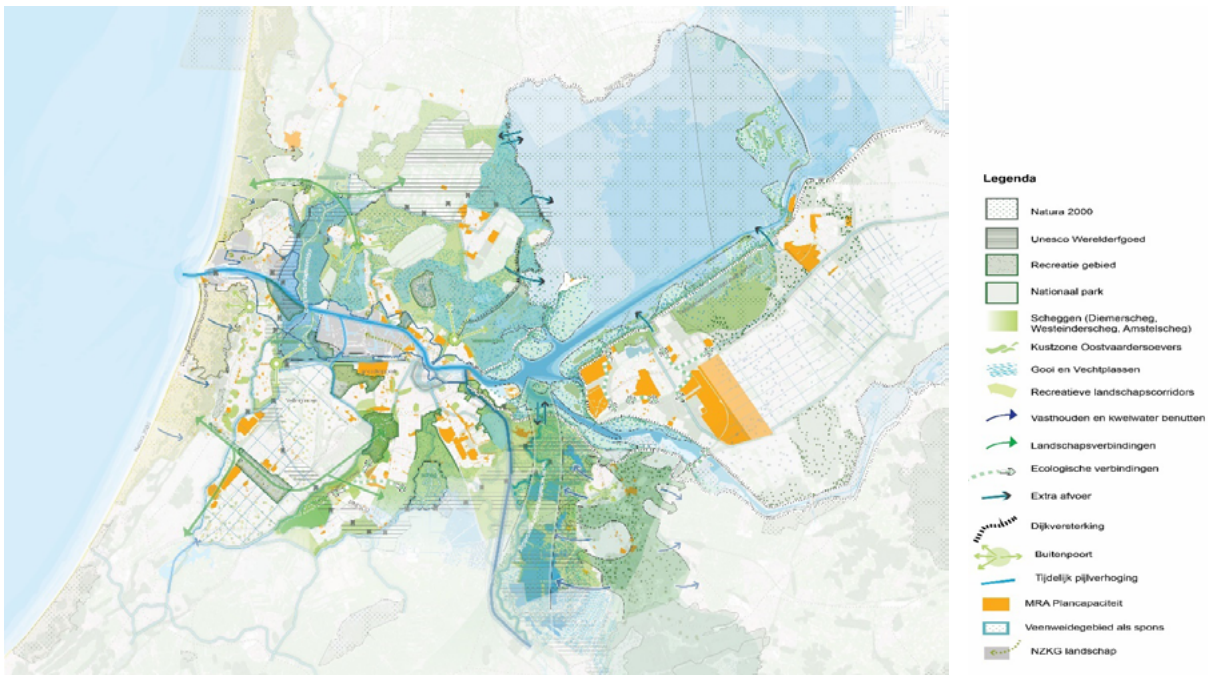 Legenda
Natura 2000
Unesco Werelderfgoed
Recreatie gebied
Nationaal park
Scheggen (Diemerscheg,
Westeinderscheg, Amstelscheg)
Kustzone Oostvaardersoevers
Gooi en Vechtplassen
Recreatieve landschapscorridors
Vasthouden en kwelwater benutten
Landschapsverbindingen
Ecologische verbindingen
Extra afvoer
Dijkversterking
Buitenpoort
Tijdelijk pijlverhoging
MRA Plancapaciteit
Veenweidegebied als spons
NZKG landschap